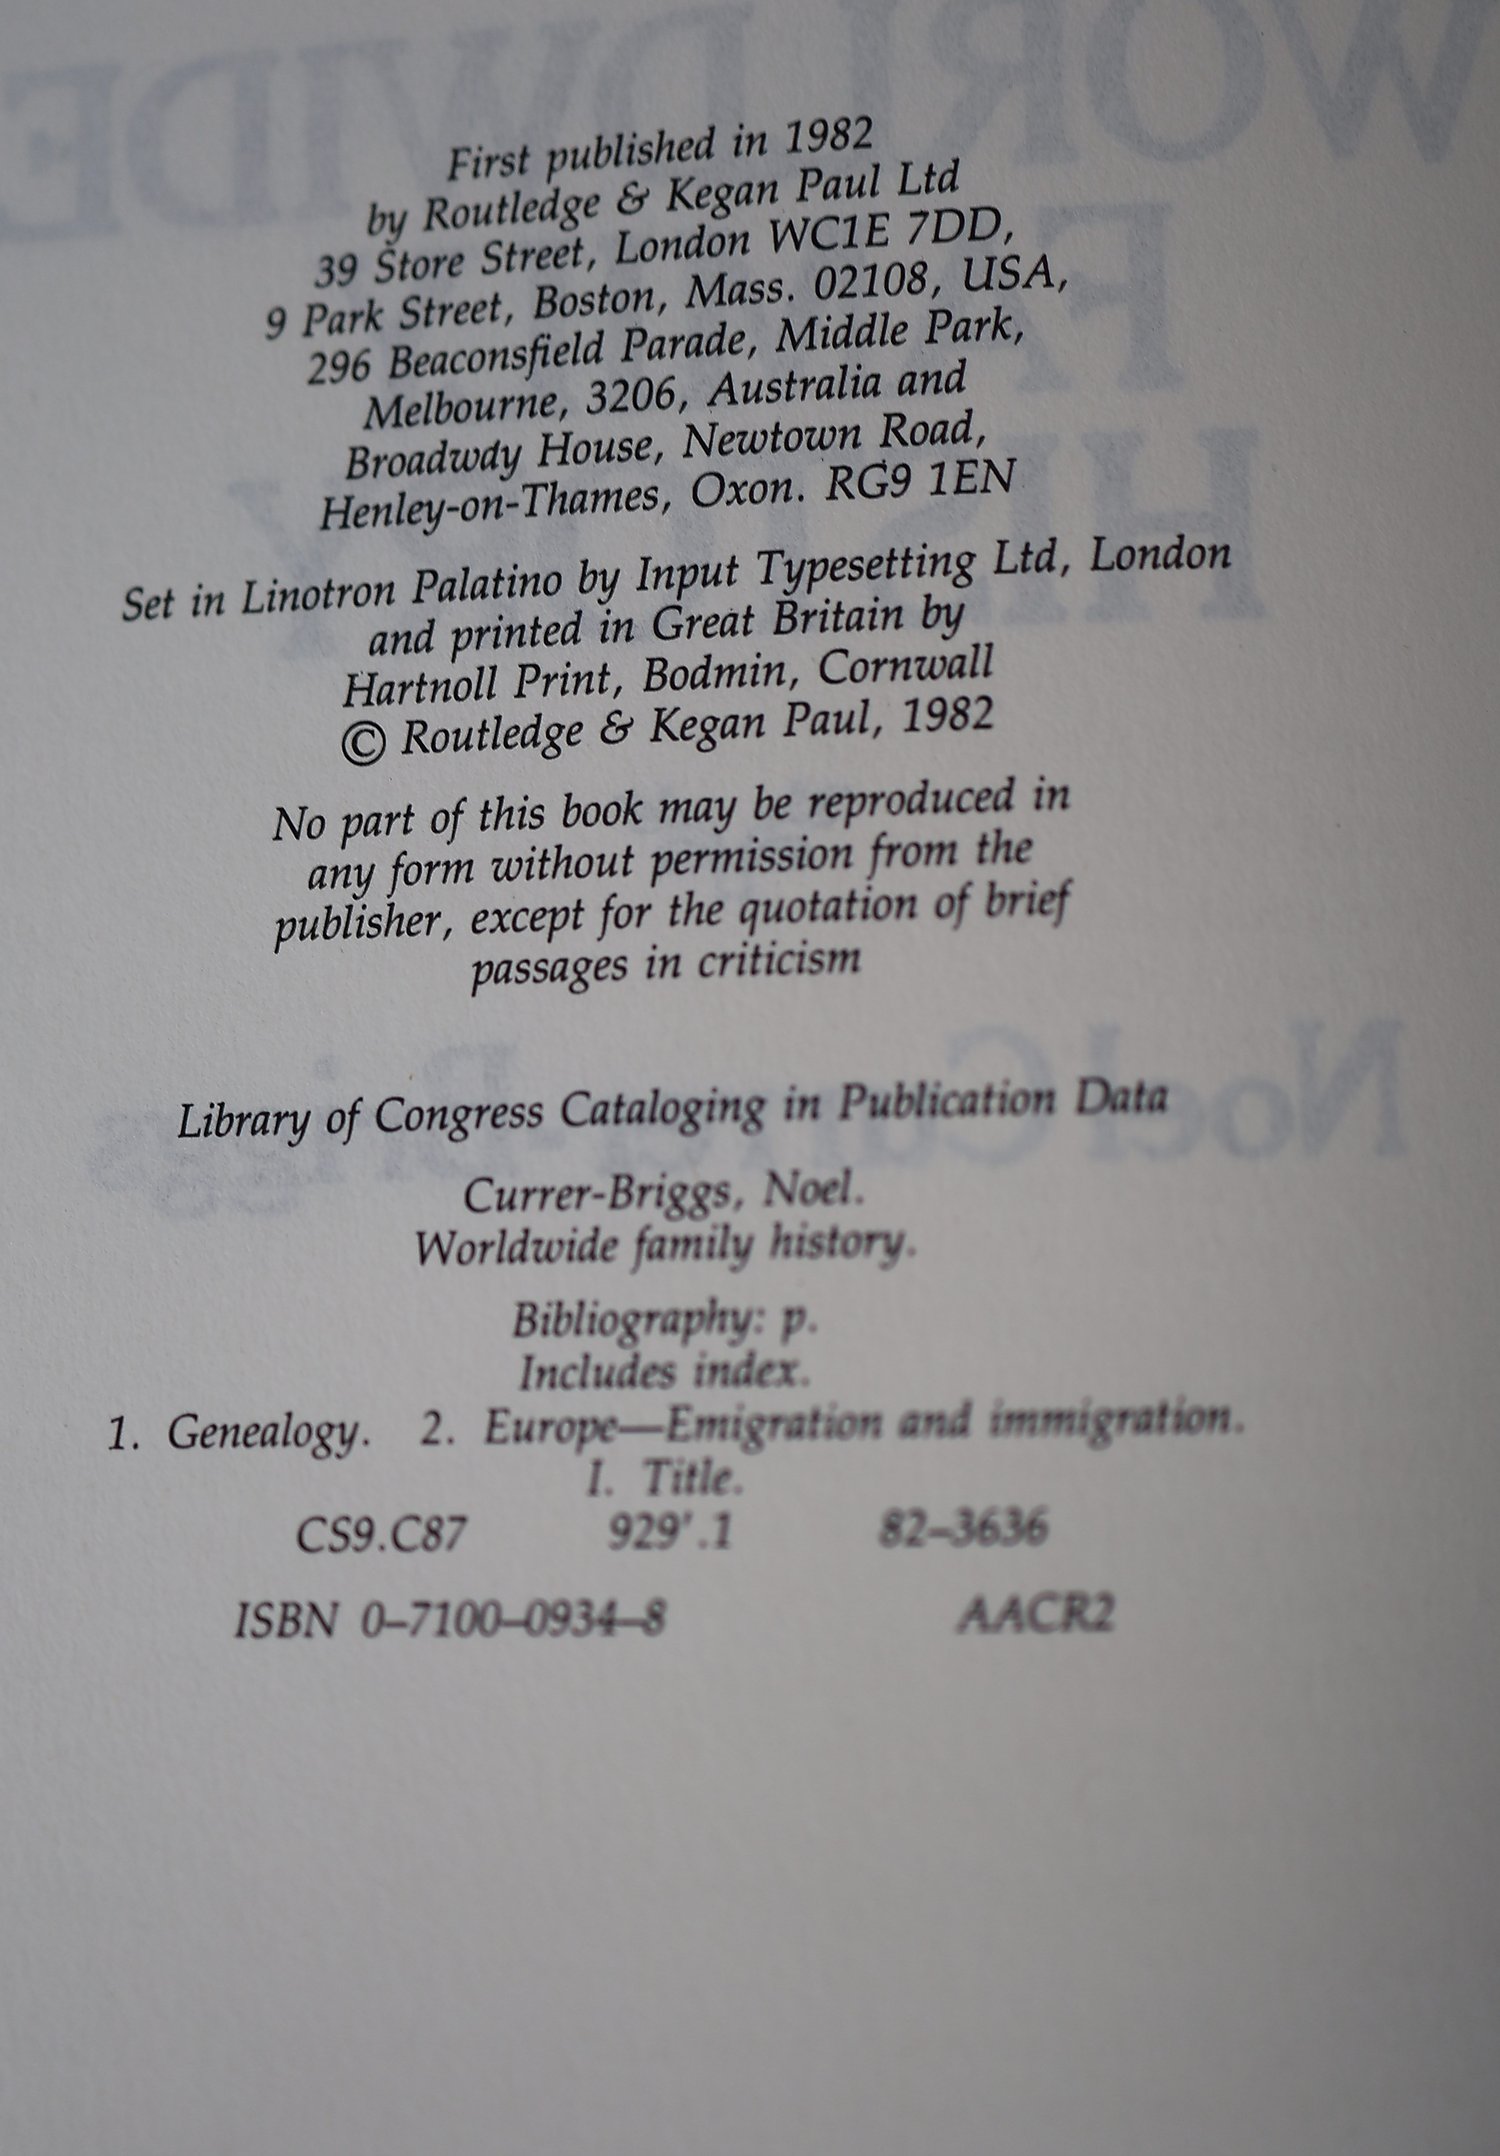 First published in 1982
by Routledge & Kegan Paul Ltd
39 Store Street, London WC1E 7DD,
9 Park Street, Boston, Mass. 02108, USA,
296 Beaconsfield Parade, Middle Park,
Melbourne, 3206, Australia and
Broadway House, Newtown Road,
Henley-on-Thames, Oxon. RG9 1EN
Set in Linotron Palatino by Input Typesetting Ltd, London
and printed in Great Britain by
Hartnoll Print, Bodmin, Cornwall
© Routledge & Kegan Paul, 1982
No part of this book may be reproduced in
any form without permission from the
publisher, except for the quotation of brief
passages in criticism
Library of Congress Cataloging in Publication Data
Currer-Briggs, Noel.
Worldwide family history.
Bibliography: p.
Includes index.
1. Genealogy. 2. Europe—Emigration and immigration.
I. Title.
CS9.C87 929'.1 82–3636
ISBN 0–7100–0934–8 AACR2